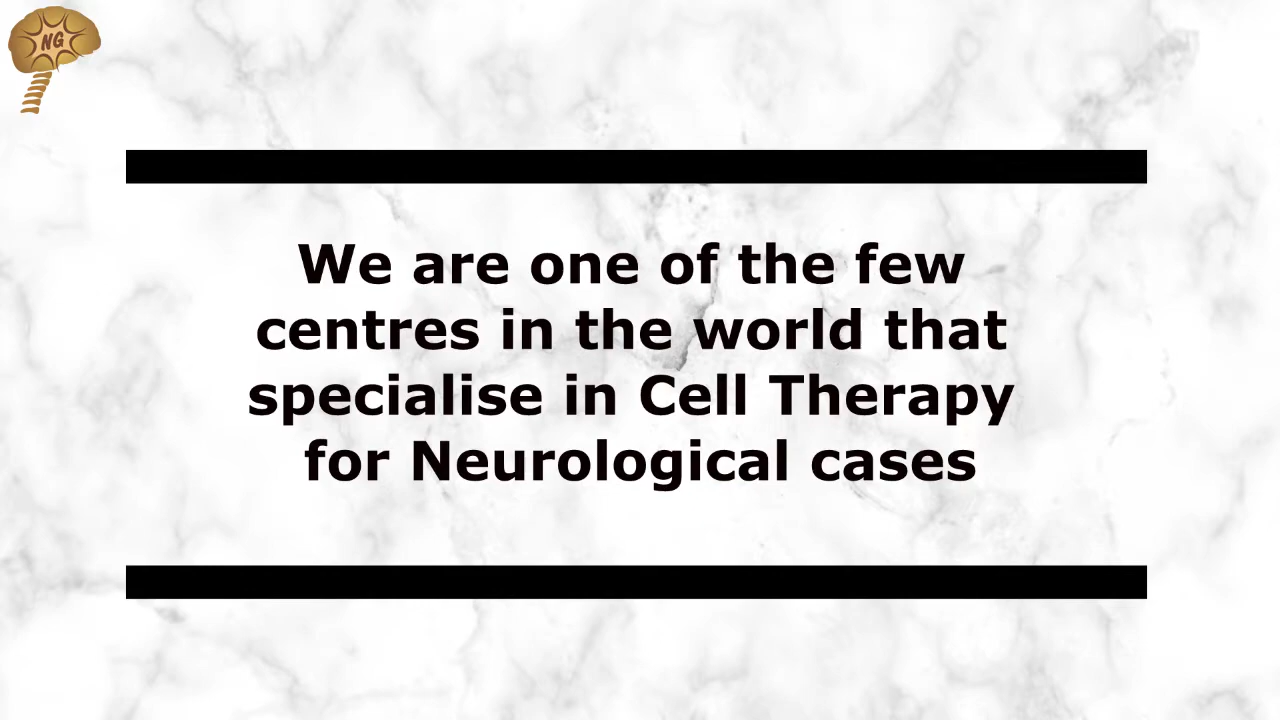 NG
We are one of the few
centres in the world that
specialise in Cell Therapy
for Neurological cases